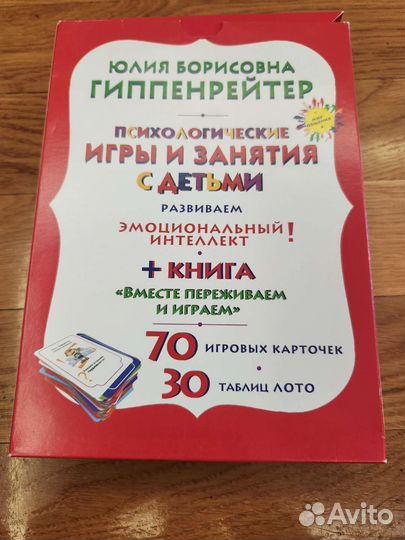 ЮЛИЯ БОРИСОВНА
ГИППЕНРЕЙТЕР
ПСИХОЛОГИЧЕСКИЕ
ИГРЫ И ЗАНЯТИЯ
С ДЕТЬМИ
РАЗВИВАЕМ
ЭМОЦИОНАЛЬНЫЙ
ИНТЕЛЛЕКТ !
+ КНИГА
«ВМЕСТЕ ПЕРЕЖИВАЕМ
И ИГРАЕМ»
70 ИГРОВЫХ КАРТОЧЕК
30 ТАБЛИЦ ЛОТО
Avito